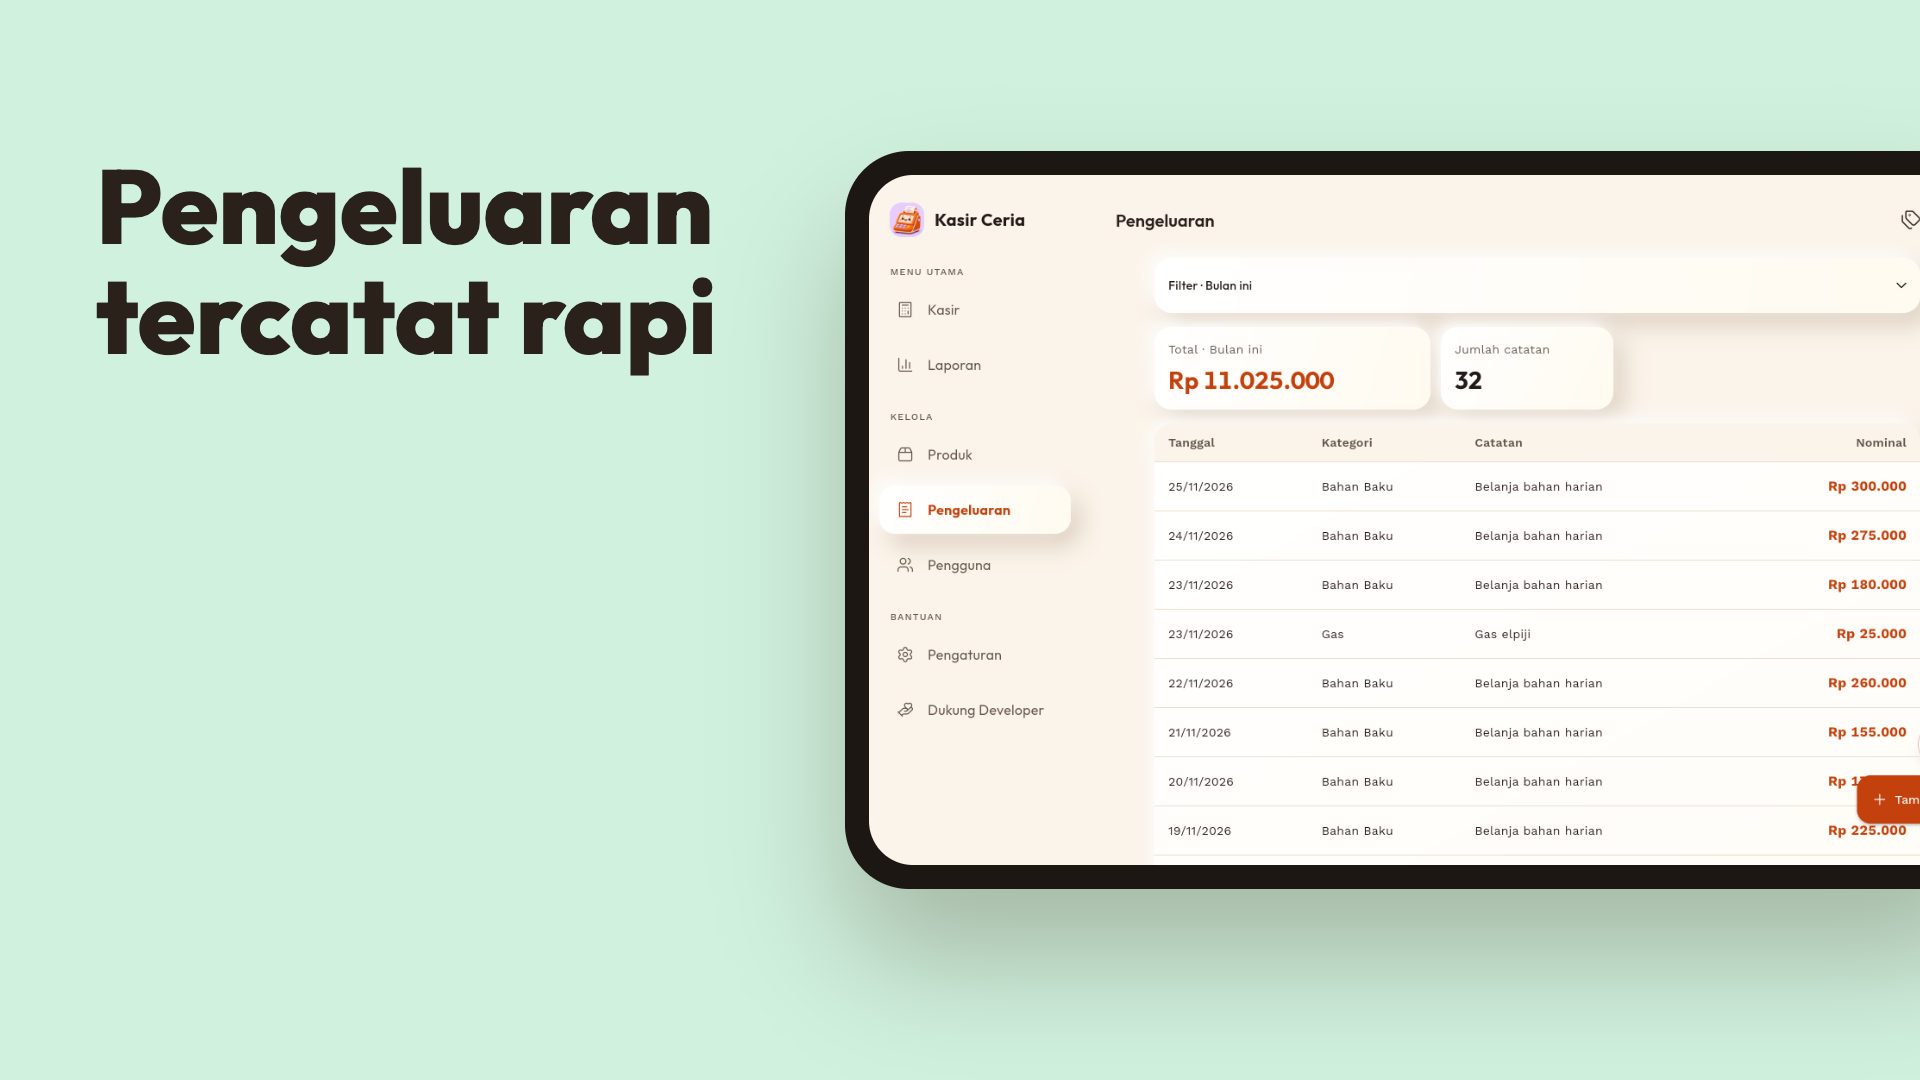 Pengeluaran
tercatat rapi
Kasir Ceria
MENU UTAMA
Kasir
Laporan
KELOLA
Produk
Pengeluaran
Pengguna
BANTUAN
Pengaturan
Dukung Developer
Pengeluaran
Filter · Bulan ini
Total · Bulan ini
Rp 11.025.000
Jumlah catatan
32
Tanggal Kategori Catatan Nominal
25/11/2026 Bahan Baku Belanja bahan harian Rp 300.000
24/11/2026 Bahan Baku Belanja bahan harian Rp 275.000
23/11/2026 Bahan Baku Belanja bahan harian Rp 180.000
23/11/2026 Gas Gas elpiji Rp 25.000
22/11/2026 Bahan Baku Belanja bahan harian Rp 260.000
21/11/2026 Bahan Baku Belanja bahan harian Rp 155.000
20/11/2026 Bahan Baku Belanja bahan harian Rp
+ Tam
19/11/2026 Bahan Baku Belanja bahan harian Rp 225.000